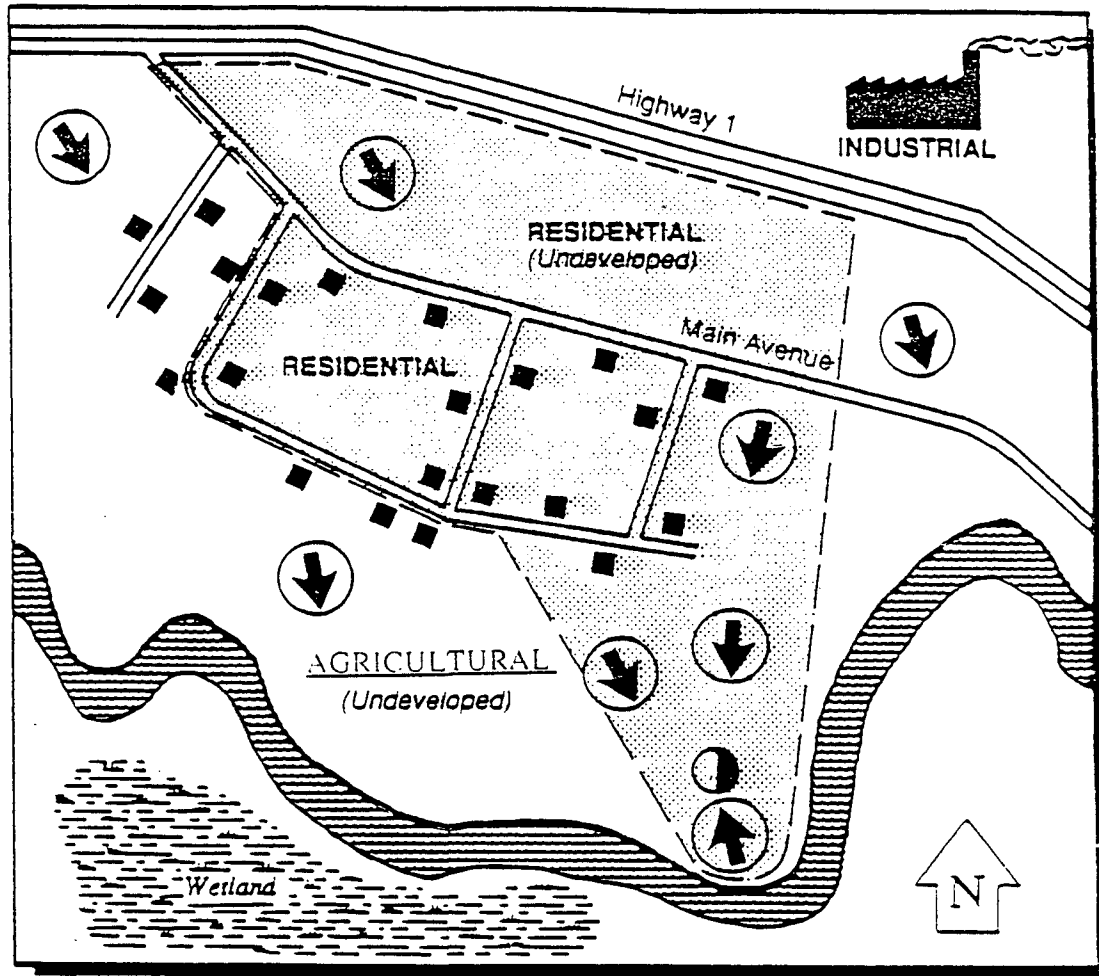 Highway 1
INDUSTRIAL
RESIDENTIAL
(Undeveloped)
Main Avenue
RESIDENTIAL
AGRICULTURAL
(Undeveloped)
Wetland
N